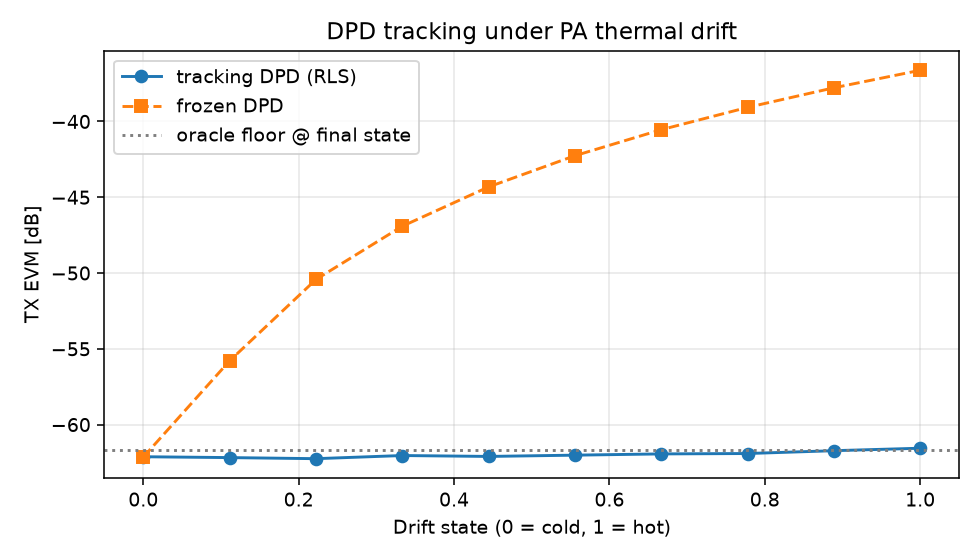 DPD tracking under PA thermal drift
tracking DPD (RLS)
frozen DPD
oracle floor @ final state
TX EVM [dB]
−40
−45
−50
−55
−60
0.0 0.2 0.4 0.6 0.8 1.0
Drift state (0 = cold, 1 = hot)